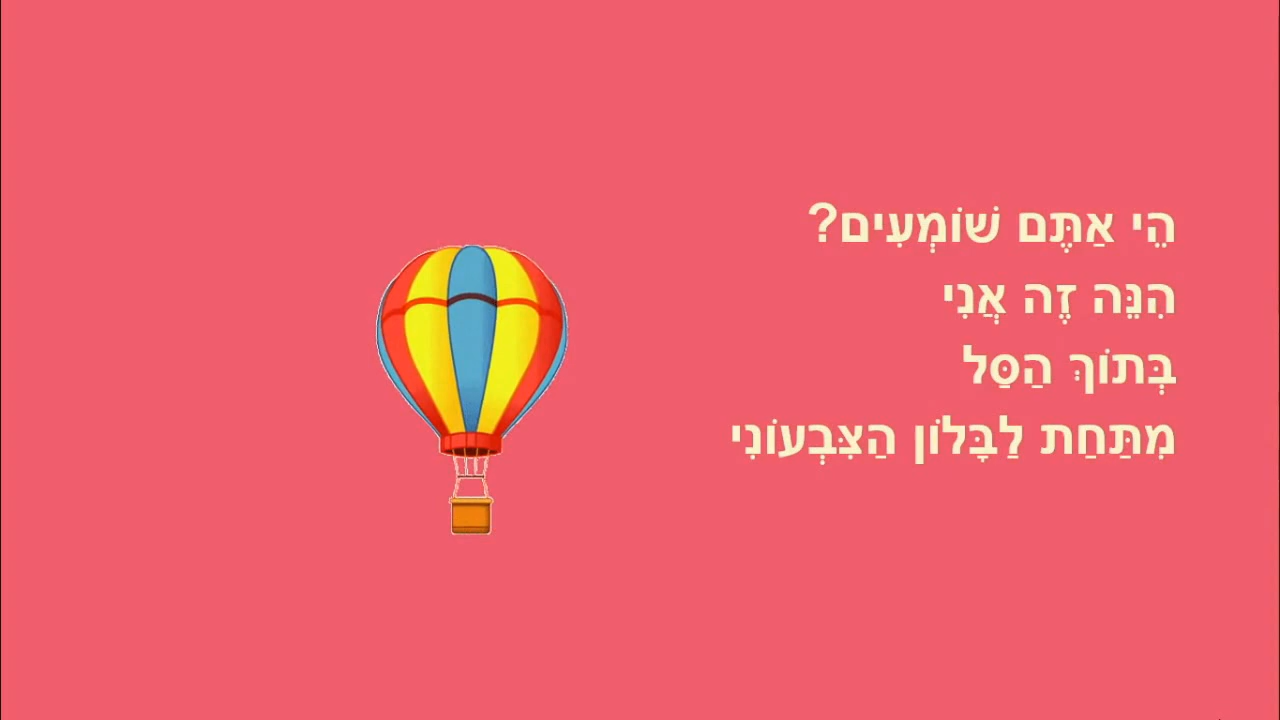 הֵי אַתֶּם שׁוֹמְעִים?
הִנֵּה זֶה אֲנִי
בְּתוֹךְ הַסַּל
מִתַּחַת לַבָּלוֹן הַצִּבְעוֹנִי